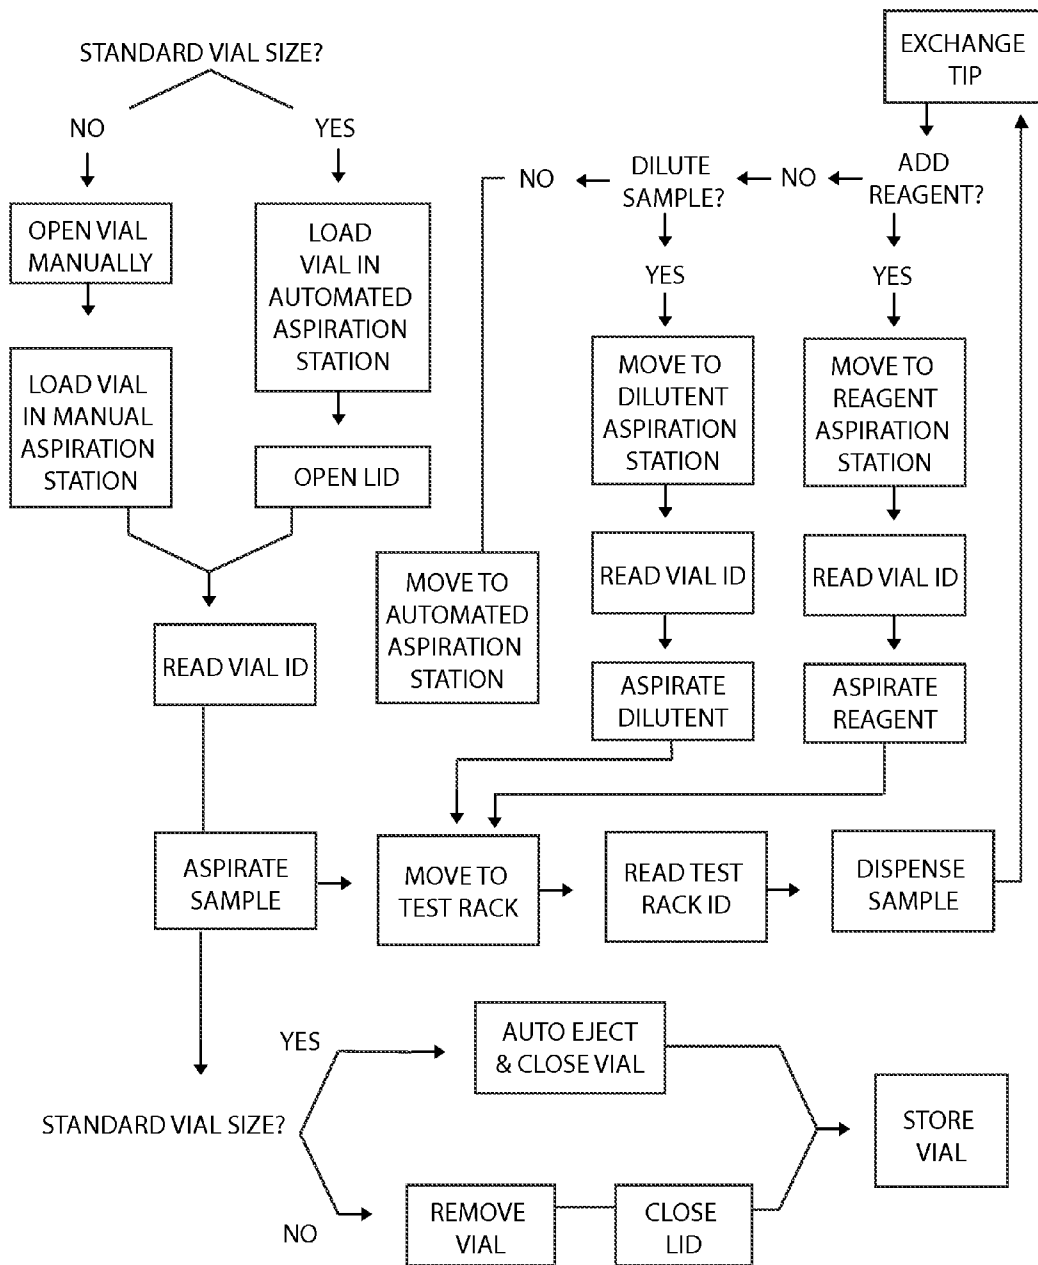 STANDARD VIAL SIZE?
NO
YES
OPEN VIAL
MANUALLY
LOAD
VIAL IN
AUTOMATED
ASPIRATION
STATION
LOAD VIAL
IN MANUAL
ASPIRATION
STATION
OPEN LID
READ VIAL ID
ASPIRATE
SAMPLE
EXCHANGE
TIP
ADD
REAGENT?
NO
DILUTE
SAMPLE?
NO
YES
YES
MOVE TO
DILUTENT
ASPIRATION
STATION
MOVE TO
REAGENT
ASPIRATION
STATION
READ VIAL ID
READ VIAL ID
MOVE TO
AUTOMATED
ASPIRATION
STATION
ASPIRATE
DILUTENT
ASPIRATE
REAGENT
MOVE TO
TEST RACK
READ TEST
RACK ID
DISPENSE
SAMPLE
STANDARD VIAL SIZE?
YES
AUTO EJECT
& CLOSE VIAL
NO
REMOVE
VIAL
CLOSE
LID
STORE
VIAL